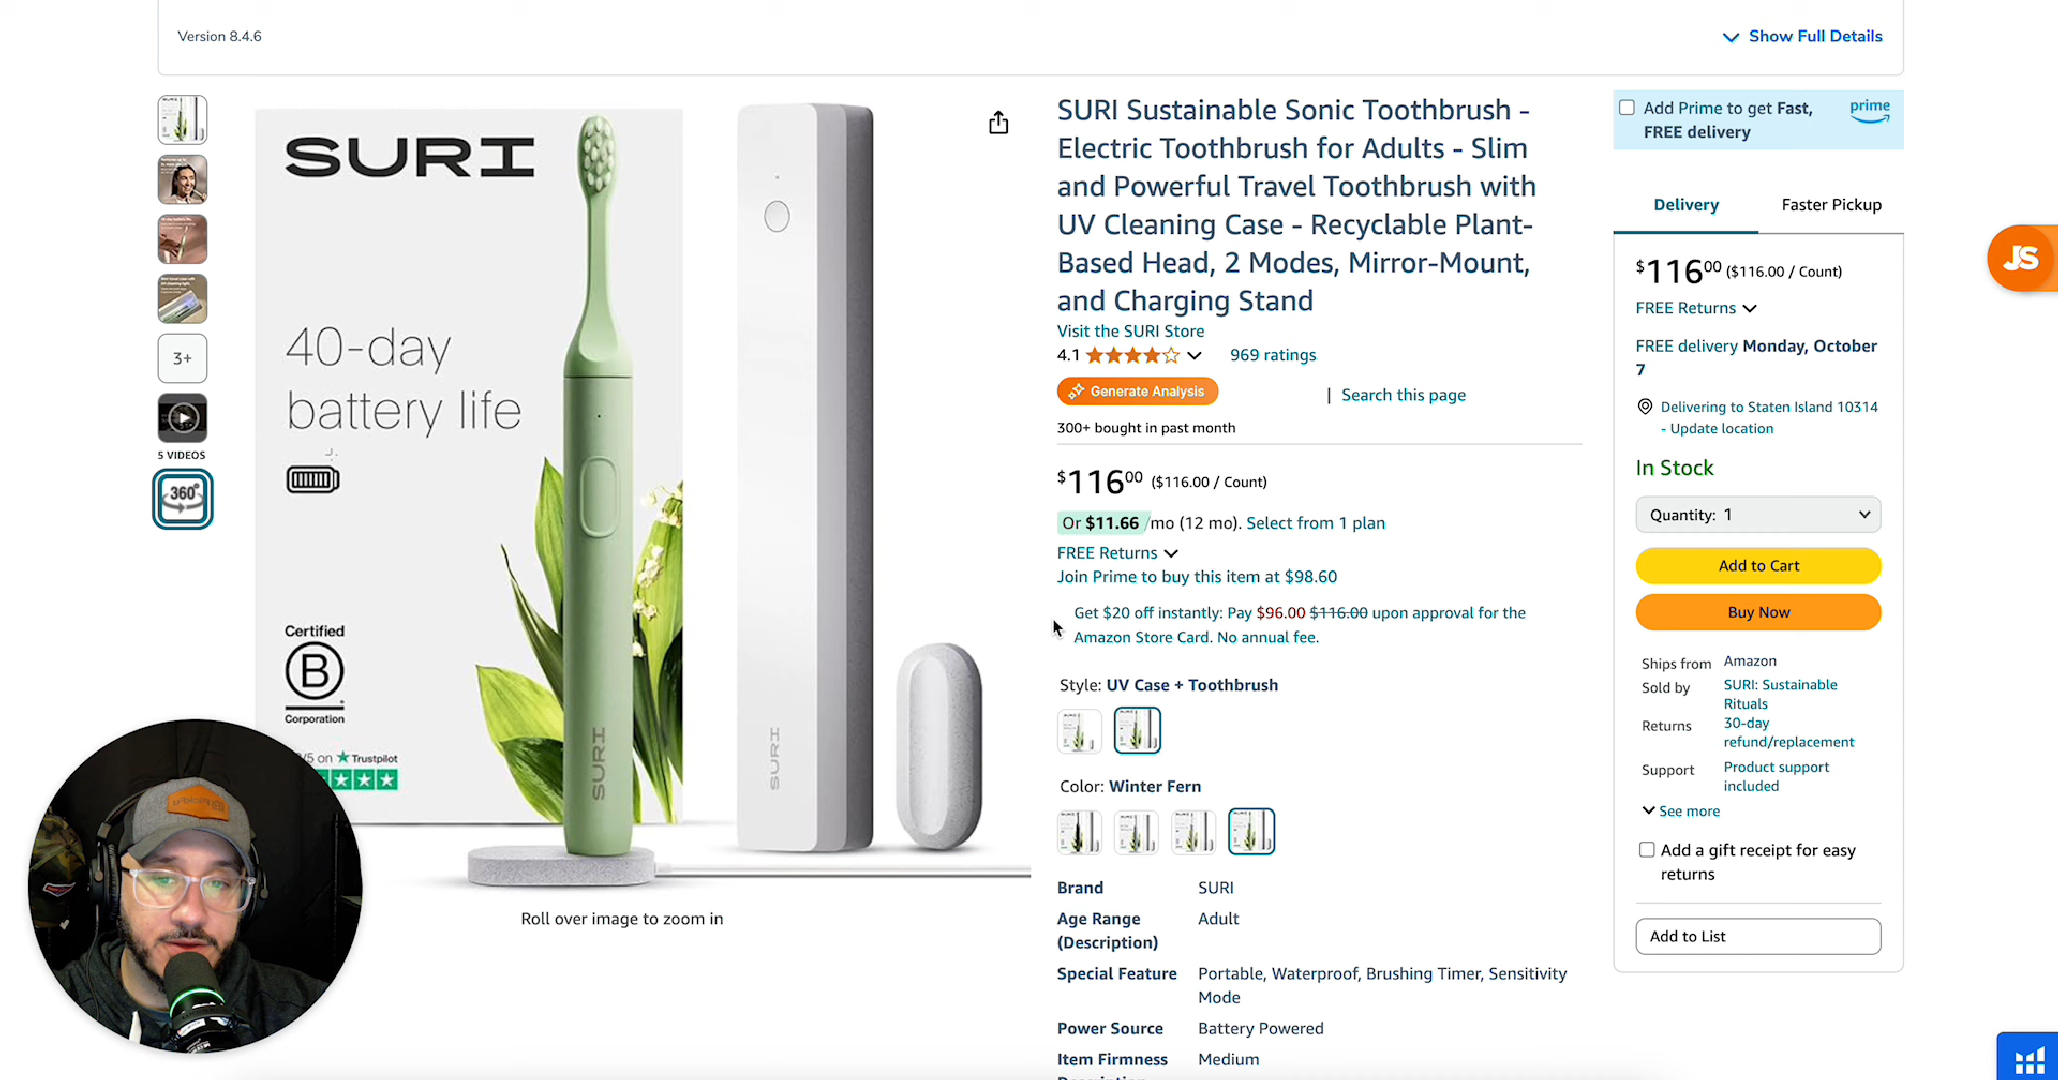 Version 8.4.6
Show Full Details
SURI
40-day
battery life
Certified
B
Corporation
/5 on Trustpilot
SURI
SURI
3+
5 VIDEOS
360°
Roll over image to zoom in
SURI Sustainable Sonic Toothbrush -
Electric Toothbrush for Adults - Slim
and Powerful Travel Toothbrush with
UV Cleaning Case - Recyclable Plant-
Based Head, 2 Modes, Mirror-Mount,
and Charging Stand
Visit the SURI Store
4.1
969 ratings
Generate Analysis
| Search this page
300+ bought in past month
$116.00 ($116.00 / Count)
Or $11.66 /mo (12 mo). Select from 1 plan
FREE Returns
Join Prime to buy this item at $98.60
Get $20 off instantly: Pay $96.00 $116.00 upon approval for the
Amazon Store Card. No annual fee.
Style: UV Case + Toothbrush
Color: Winter Fern
Brand SURI
Age Range Adult
(Description)
Special Feature Portable, Waterproof, Brushing Timer, Sensitivity
Mode
Power Source Battery Powered
Item Firmness Medium
Description
Add Prime to get Fast,
FREE delivery
prime
Delivery
Faster Pickup
$116.00 ($116.00 / Count)
FREE Returns
FREE delivery Monday, October
7
Delivering to Staten Island 10314
- Update location
In Stock
Quantity: 1
Add to Cart
Buy Now
Ships from Amazon
Sold by SURI: Sustainable
Rituals
Returns 30-day
refund/replacement
Support Product support
included
See more
Add a gift receipt for easy
returns
Add to List
JS